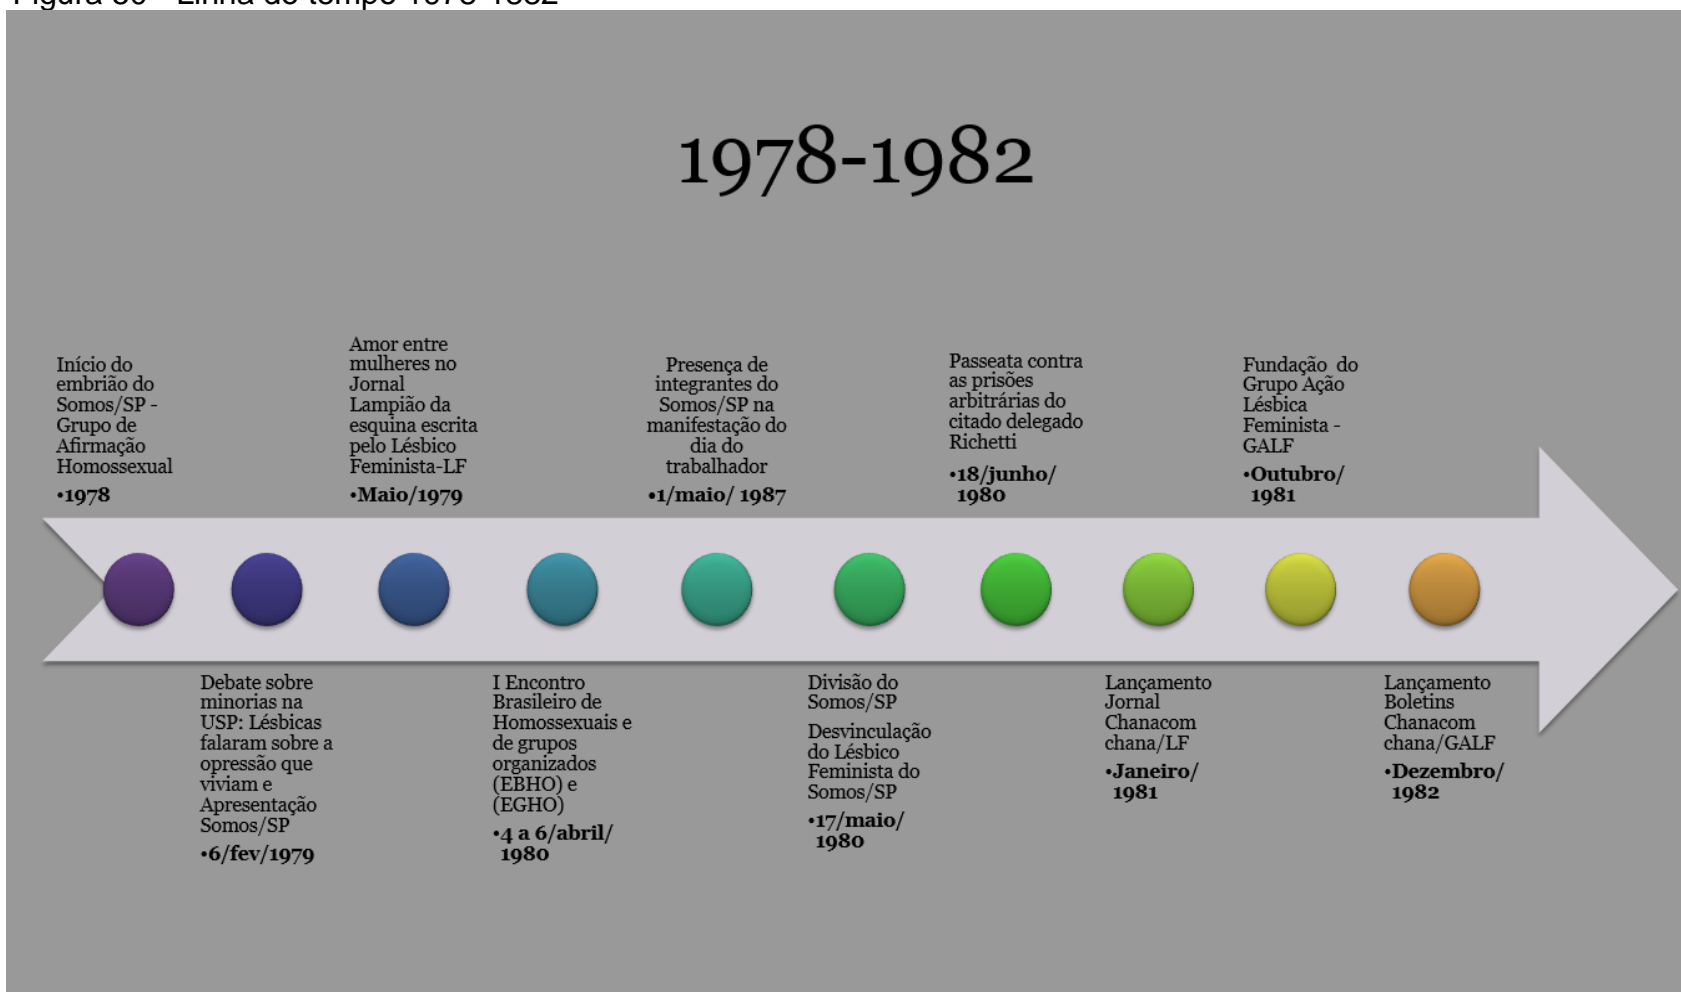 1978-1982
Início do
embrião do
Somos/SP -
Grupo de
Afirmação
Homossexual
•1978
Debate sobre
minorias na
USP: Lésbicas
falaram sobre a
opressão que
viviam e
Apresentação
Somos/SP
•6/fev/1979
Amor entre
mulheres no
Jornal
Lampião da
esquina escrita
pelo Lésbico
Feminista-LF
•Maio/1979
I Encontro
Brasileiro de
Homossexuais e
de grupos
organizados
(EBHO) e
(EGHO)
•4 a 6/abril/
1980
Presença de
integrantes do
Somos/SP na
manifestação do
dia do
trabalhador
•1/maio/ 1987
Divisão do
Somos/SP
Desvinculação
do Lésbico
Feminista do
Somos/SP
•17/maio/
1980
Passeata contra
as prisões
arbitrárias do
citado delegado
Richetti
•18/junho/
1980
Lançamento
Jornal
Chanacom
chana/LF
•Janeiro/
1981
Fundação do
Grupo Ação
Lésbica
Feminista -
GALF
•Outubro/
1981
Lançamento
Boletins
Chanacom
chana/GALF
•Dezembro/
1982